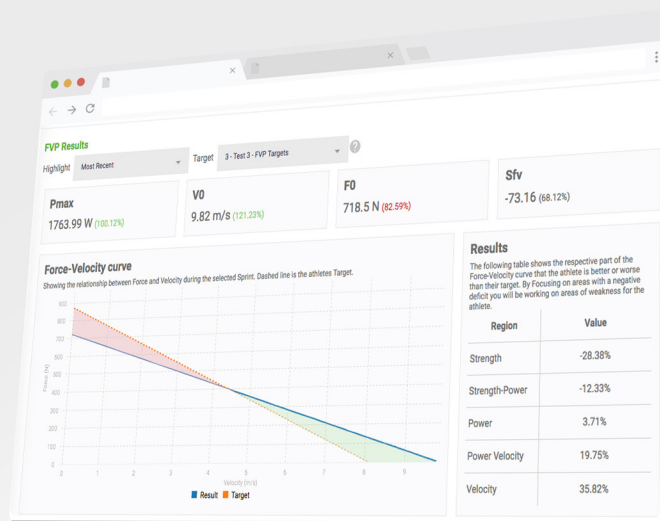 FVP Results
Highlight Most Recent Target 3 - Test 3 - FVP Targets ?
Pmax
1763.99 W (100.12%)
V0
9.82 m/s (121.23%)
F0
718.5 N (82.59%)
Sfv
-73.16 (68.12%)
Force-Velocity curve
Showing the relationship between Force and Velocity during the selected Sprint. Dashed line is the athletes Target.
900
800
700
600
500
400
300
200
100
0
Force (N)
0 1 2 3 4 5 6 7 8 9
Velocity (m/s)
Result Target
Results
The following table shows the respective part of the
Force-Velocity curve that the athlete is better or worse
than their target. By Focusing on areas with a negative
deficit you will be working on areas of weakness for the
athlete.
Region Value
Strength -28.38%
Strength-Power -12.33%
Power 3.71%
Power Velocity 19.75%
Velocity 35.82%